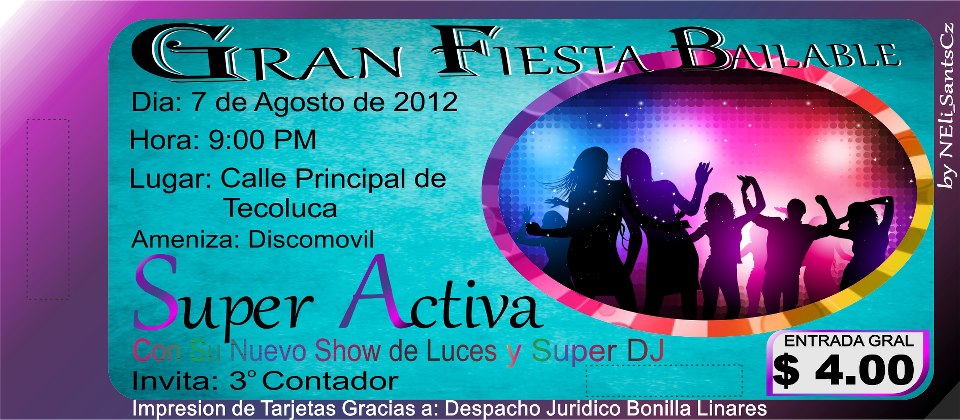 Gran Fiesta Bailable
Dia: 7 de Agosto de 2012
Hora: 9:00 PM
Lugar: Calle Principal de
Tecoluca
Ameniza: Discomovil
Super Activa
Con Su Nuevo Show de Luces y Super DJ
Invita: 3° Contador
ENTRADA GRAL
$ 4.00
Impresion de Tarjetas Gracias a: Despacho Juridico Bonilla Linares
by NEli_SantsCz